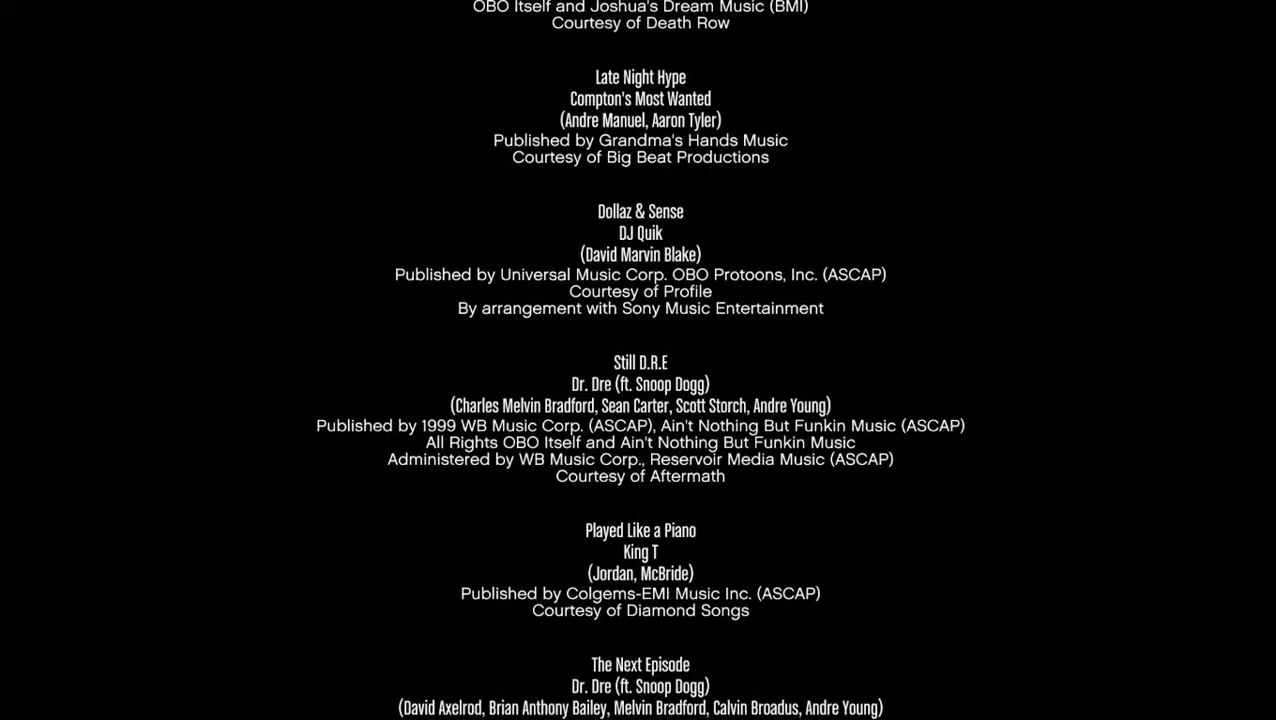 OBO Itself and Joshua's Dream Music (BMI)
Courtesy of Death Row
Late Night Hype
Compton's Most Wanted
(Andre Manuel, Aaron Tyler)
Published by Grandma's Hands Music
Courtesy of Big Beat Productions
Dollaz & Sense
DJ Quik
(David Marvin Blake)
Published by Universal Music Corp. OBO Protoons, Inc. (ASCAP)
Courtesy of Profile
By arrangement with Sony Music Entertainment
Still D.R.E
Dr. Dre (ft. Snoop Dogg)
(Charles Melvin Bradford, Sean Carter, Scott Storch, Andre Young)
Published by 1999 WB Music Corp. (ASCAP), Ain't Nothing But Funkin Music (ASCAP)
All Rights OBO Itself and Ain't Nothing But Funkin Music
Administered by WB Music Corp., Reservoir Media Music (ASCAP)
Courtesy of Aftermath
Played Like a Piano
King T
(Jordan, McBride)
Published by Colgems-EMI Music Inc. (ASCAP)
Courtesy of Diamond Songs
The Next Episode
Dr. Dre (ft. Snoop Dogg)
(David Axelrod, Brian Anthony Bailey, Melvin Bradford, Calvin Broadus, Andre Young)